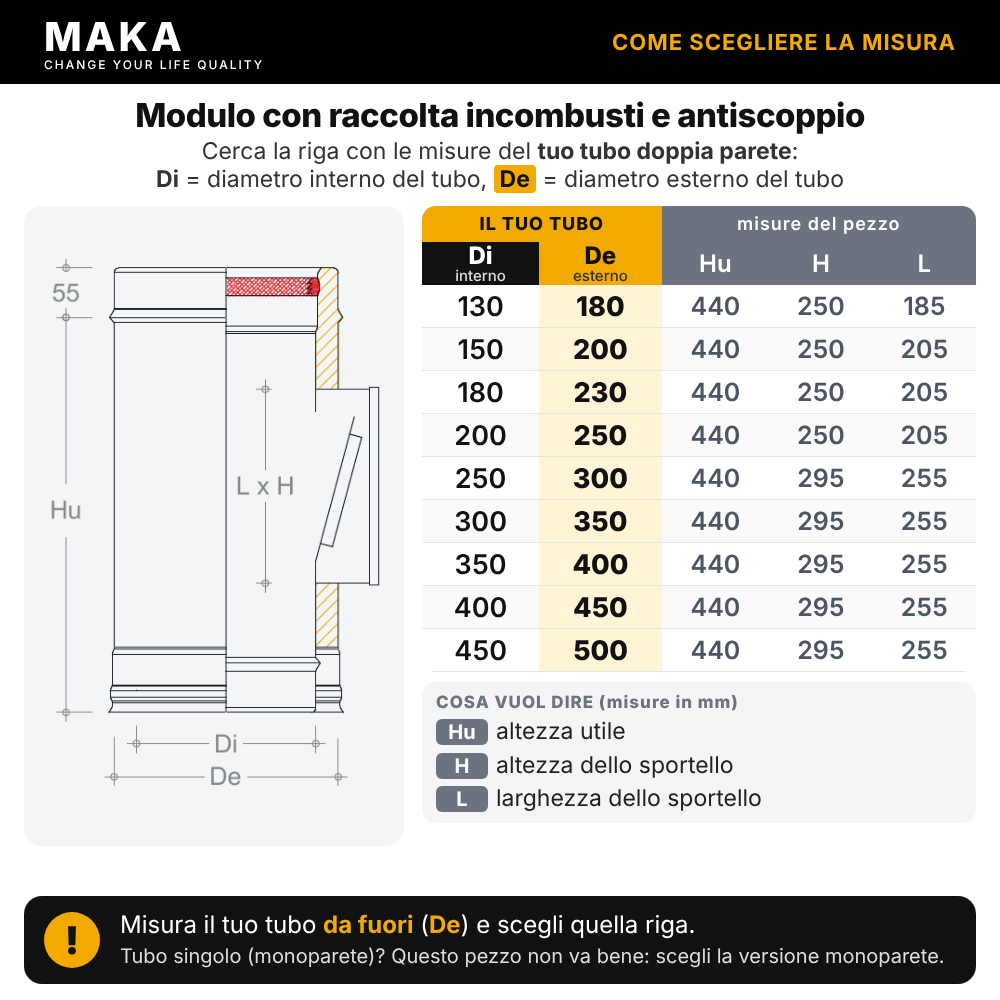 MAKA
CHANGE YOUR LIFE QUALITY
COME SCEGLIERE LA MISURA
Modulo con raccolta incombusti e antiscoppio
Cerca la riga con le misure del tuo tubo doppia parete:
Di = diametro interno del tubo, De = diametro esterno del tubo
55
Hu
L x H
Di
De
IL TUO TUBO misure del pezzo
Di interno De esterno Hu H L
130 180 440 250 185
150 200 440 250 205
180 230 440 250 205
200 250 440 250 205
250 300 440 295 255
300 350 440 295 255
350 400 440 295 255
400 450 440 295 255
450 500 440 295 255
COSA VUOL DIRE (misure in mm)
Hu altezza utile
H altezza dello sportello
L larghezza dello sportello
! Misura il tuo tubo da fuori (De) e scegli quella riga.
Tubo singolo (monoparete)? Questo pezzo non va bene: scegli la versione monoparete.